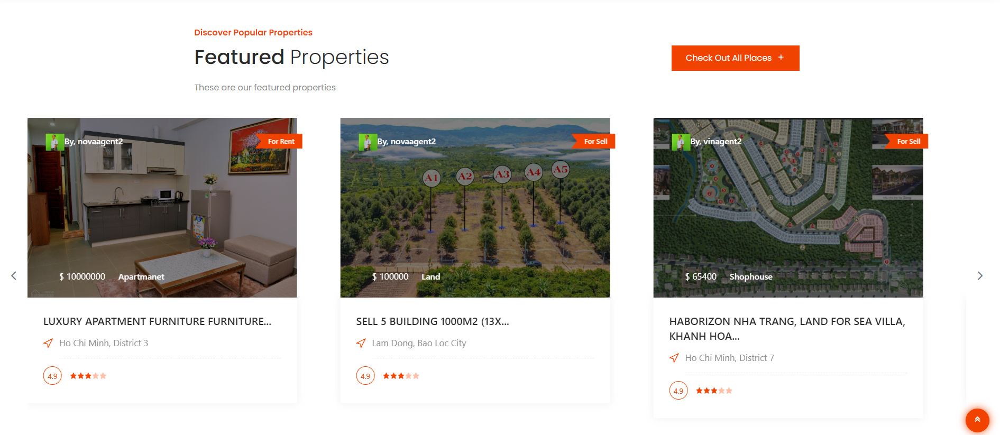 Discover Popular Properties
Featured Properties
Check Out All Places +
These are our featured properties
By, novaagent2
For Rent
$ 10000000 Apartmanet
LUXURY APARTMENT FURNITURE FURNITURE...
Ho Chi Minh, District 3
4.9
By, novaagent2
For Sell
A1 A2 A3 A4 A5
$ 100000 Land
SELL 5 BUILDING 1000M2 (13X...
Lam Dong, Bao Loc City
4.9
By, vinagent2
For Sell
$ 65400 Shophouse
HABORIZON NHA TRANG, LAND FOR SEA VILLA,
KHANH HOA...
Ho Chi Minh, District 7
4.9